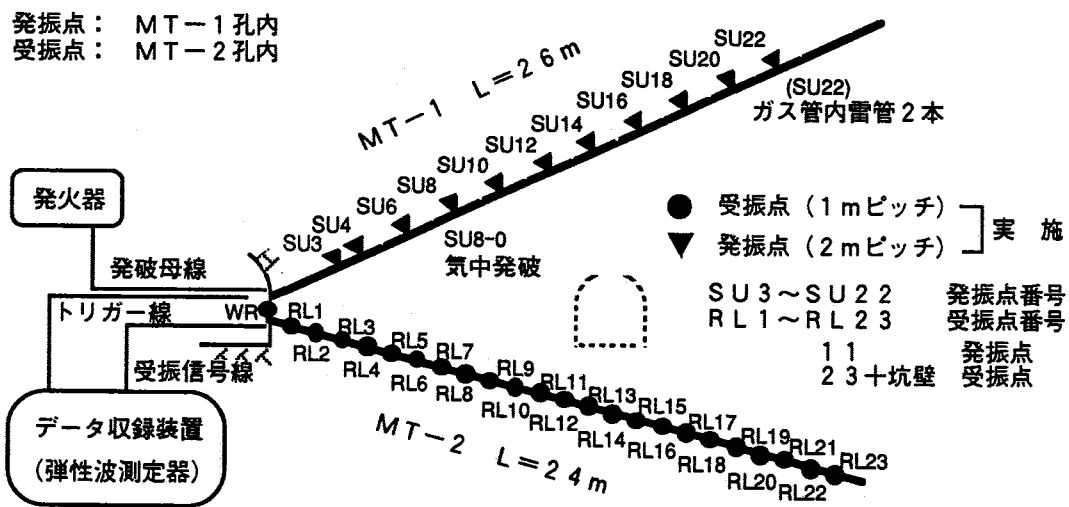 発振点： ＭＴ－１孔内
受振点： ＭＴ－２孔内
ＭＴ－１ Ｌ＝２６ｍ
SU22
SU20
SU18
SU16
SU14
SU12
SU10
SU8
SU6
SU4
SU3
(SU22)
ガス管内雷管２本
SU8-0
気中発破
発火器
発破母線
トリガー線
WR
受振信号線
データ収録装置
（弾性波測定器）
RL1
RL2
RL3
RL4
RL5
RL6
RL7
RL8
RL9
RL10
RL11
RL12
RL13
RL14
RL15
RL16
RL17
RL18
RL19
RL20
RL21
RL22
RL23
ＭＴ－２ Ｌ＝２４ｍ
受振点（１ｍピッチ）
発振点（２ｍピッチ）
実 施
ＳＵ３～ＳＵ２２ 発振点番号
ＲＬ１～ＲＬ２３ 受振点番号
１１ 発振点
２３＋坑壁 受振点